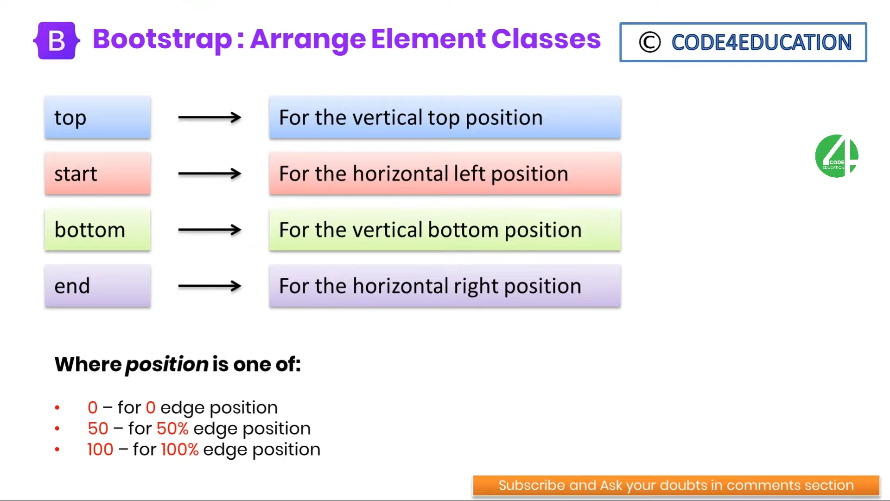 B Bootstrap : Arrange Element Classes
© CODE4EDUCATION
top → For the vertical top position
start → For the horizontal left position
4 CODE EDUCATION
bottom → For the vertical bottom position
end → For the horizontal right position
Where position is one of:
• 0 – for 0 edge position
• 50 – for 50% edge position
• 100 – for 100% edge position
Subscribe and Ask your doubts in comments section